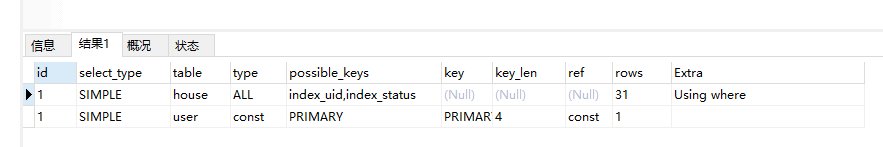 信息 结果1 概况 状态
id select_type table type possible_keys key key_len ref rows Extra
1 SIMPLE house ALL index_uid,index_status (Null) (Null) (Null) 31 Using where
1 SIMPLE user const PRIMARY PRIMAR 4 const 1